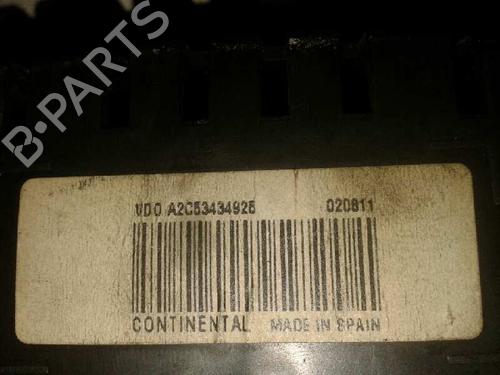 B-PARTS
VDO A2C53434925 020811
CONTINENTAL MADE IN SPAIN